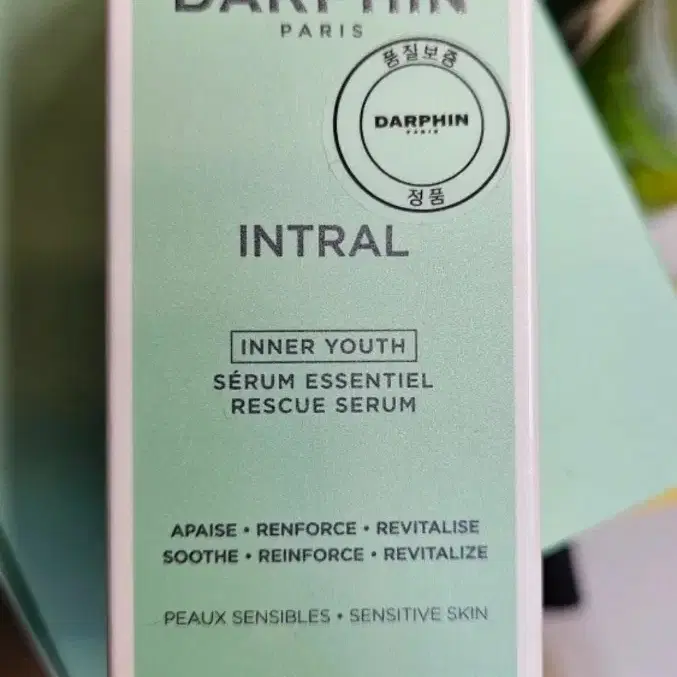 DARPHIN
PARIS
품질보증
DARPHIN
PARIS
정품
INTRAL
INNER YOUTH
SÉRUM ESSENTIEL
RESCUE SERUM
APAISE • RENFORCE • REVITALISE
SOOTHE • REINFORCE • REVITALIZE
PEAUX SENSIBLES • SENSITIVE SKIN